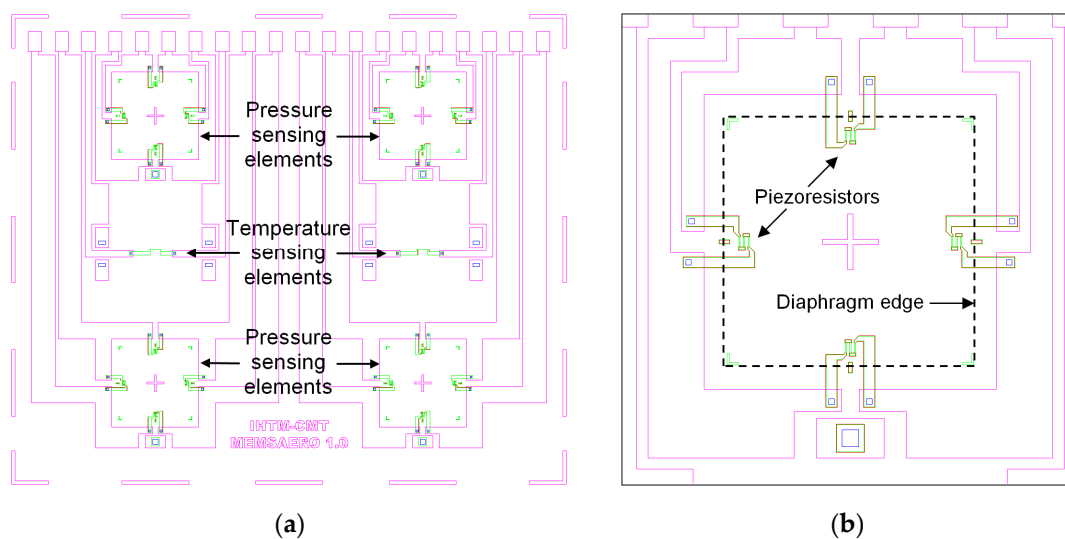 Pressure
sensing
elements
Temperature
sensing
elements
Pressure
sensing
elements
IHTM-CMT
MEMSAERO 1.0
(a)
Piezoresistors
Diaphragm edge
(b)